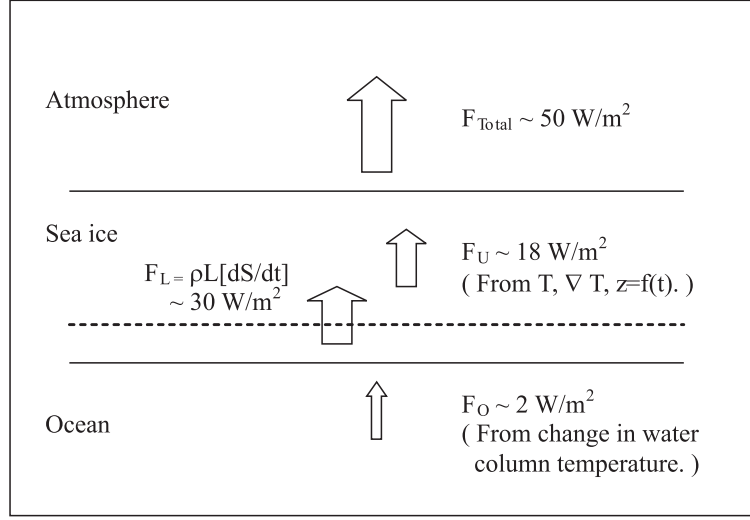 Atmosphere
F_Total ~ 50 W/m²
Sea ice
F_U ~ 18 W/m²
( From T, ∇ T, z=f(t). )
F_L = ρL[dS/dt]
~ 30 W/m²
F_O ~ 2 W/m²
Ocean
( From change in water
column temperature. )